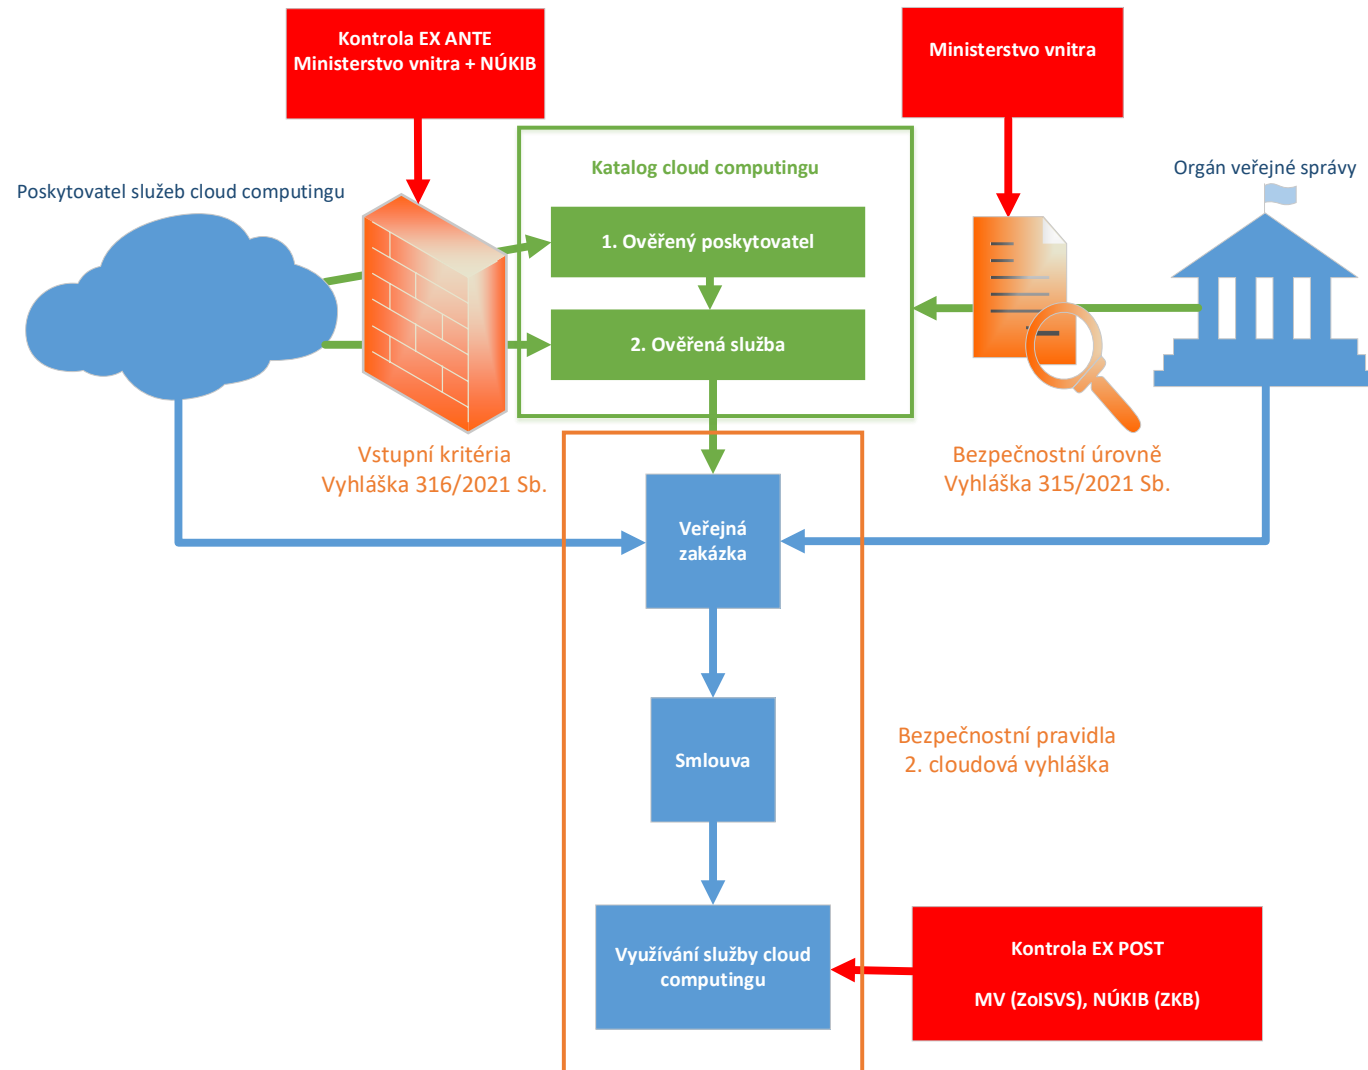 Kontrola EX ANTE
Ministerstvo vnitra + NÚKIB
Ministerstvo vnitra
Poskytovatel služeb cloud computingu
Katalog cloud computingu
Orgán veřejné správy
1. Ověřený poskytovatel
2. Ověřená služba
Vstupní kritéria
Vyhláška 316/2021 Sb.
Bezpečnostní úrovně
Vyhláška 315/2021 Sb.
Veřejná
zakázka
Smlouva
Bezpečnostní pravidla
2. cloudová vyhláška
Využívání služby cloud
computingu
Kontrola EX POST
MV (ZoISVS), NÚKIB (ZKB)